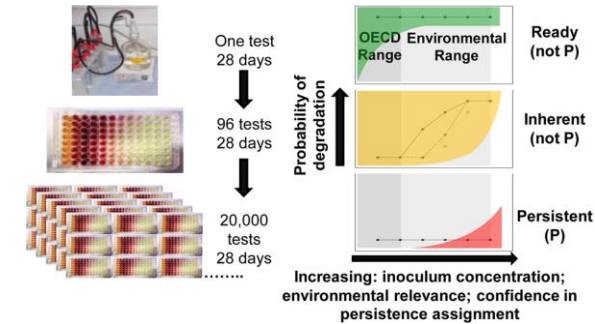 One test
28 days
96 tests
28 days
20,000
tests
28 days
........
Probability of
degradation
OECD
Range
Environmental
Range
Ready
(not P)
Inherent
(not P)
Persistent
(P)
Increasing: inoculum concentration;
environmental relevance; confidence in
persistence assignment